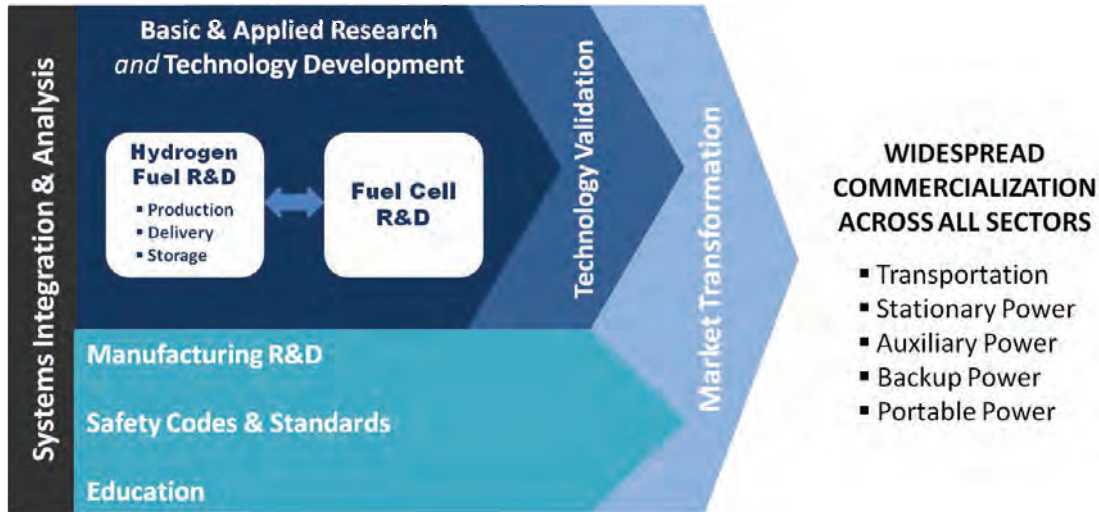 Systems Integration & Analysis
Basic & Applied Research
and Technology Development
Hydrogen
Fuel R&D
▪ Production
▪ Delivery
▪ Storage
Fuel Cell
R&D
Technology Validation
Market Transformation
Manufacturing R&D
Safety Codes & Standards
Education
WIDESPREAD
COMMERCIALIZATION
ACROSS ALL SECTORS
▪ Transportation
▪ Stationary Power
▪ Auxiliary Power
▪ Backup Power
▪ Portable Power